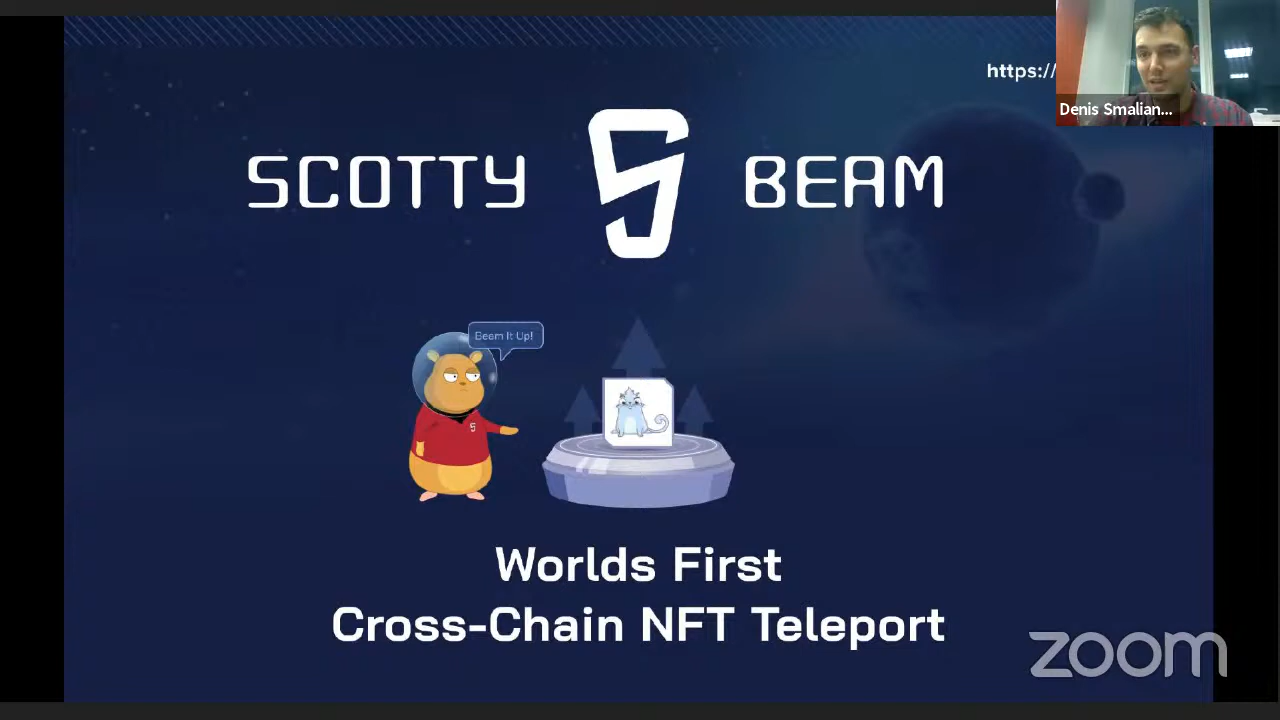 https://
Denis Smalian...
SCOTTY S BEAM
Beam It Up!
Worlds First
Cross-Chain NFT Teleport
zoom